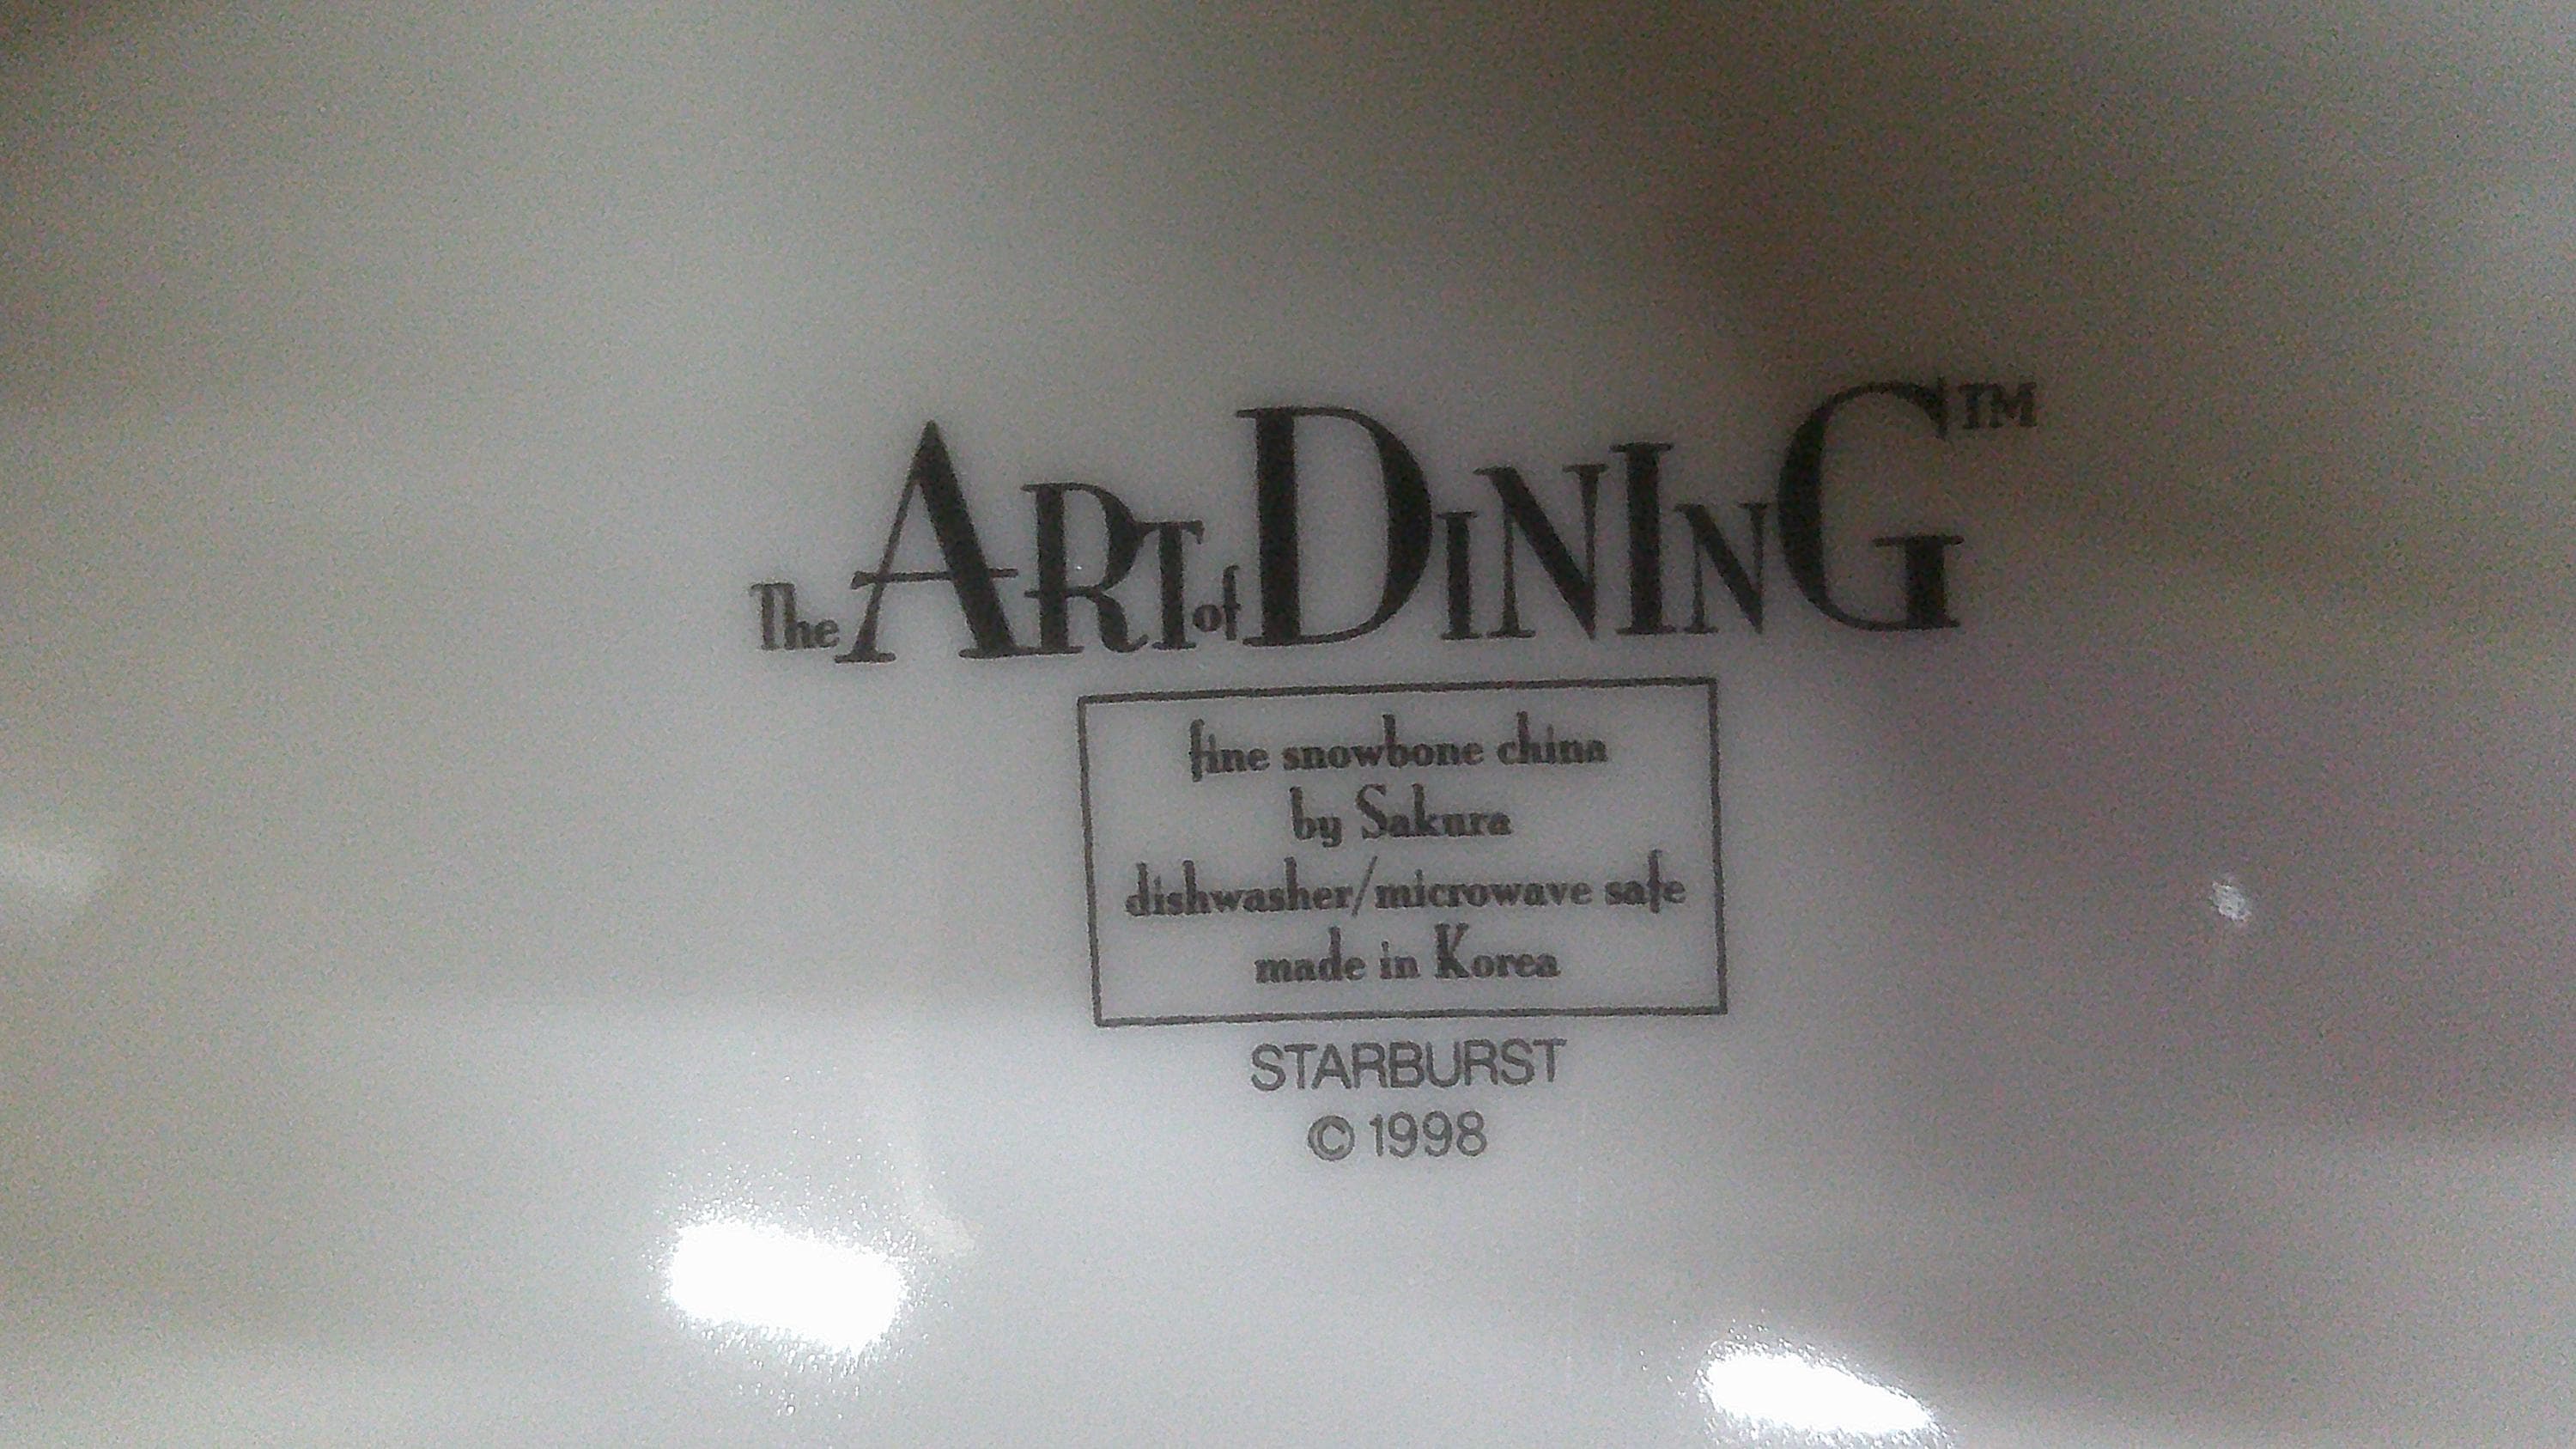 The ART of DINING™
fine snowbone china
by Sakura
dishwasher/microwave safe
made in Korea
STARBURST
© 1998